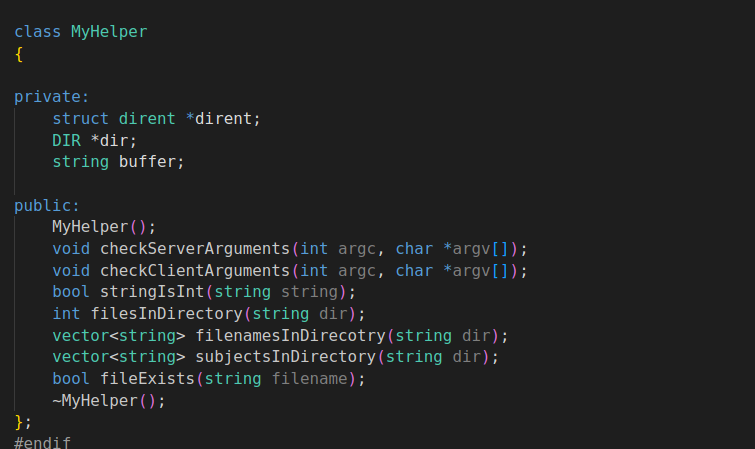 class MyHelper
{
private:
struct dirent *dirent;
DIR *dir;
string buffer;
public:
MyHelper();
void checkServerArguments(int argc, char *argv[]);
void checkClientArguments(int argc, char *argv[]);
bool stringIsInt(string string);
int filesInDirectory(string dir);
vector<string> filenamesInDirecotry(string dir);
vector<string> subjectsInDirectory(string dir);
bool fileExists(string filename);
~MyHelper();
};
#endif